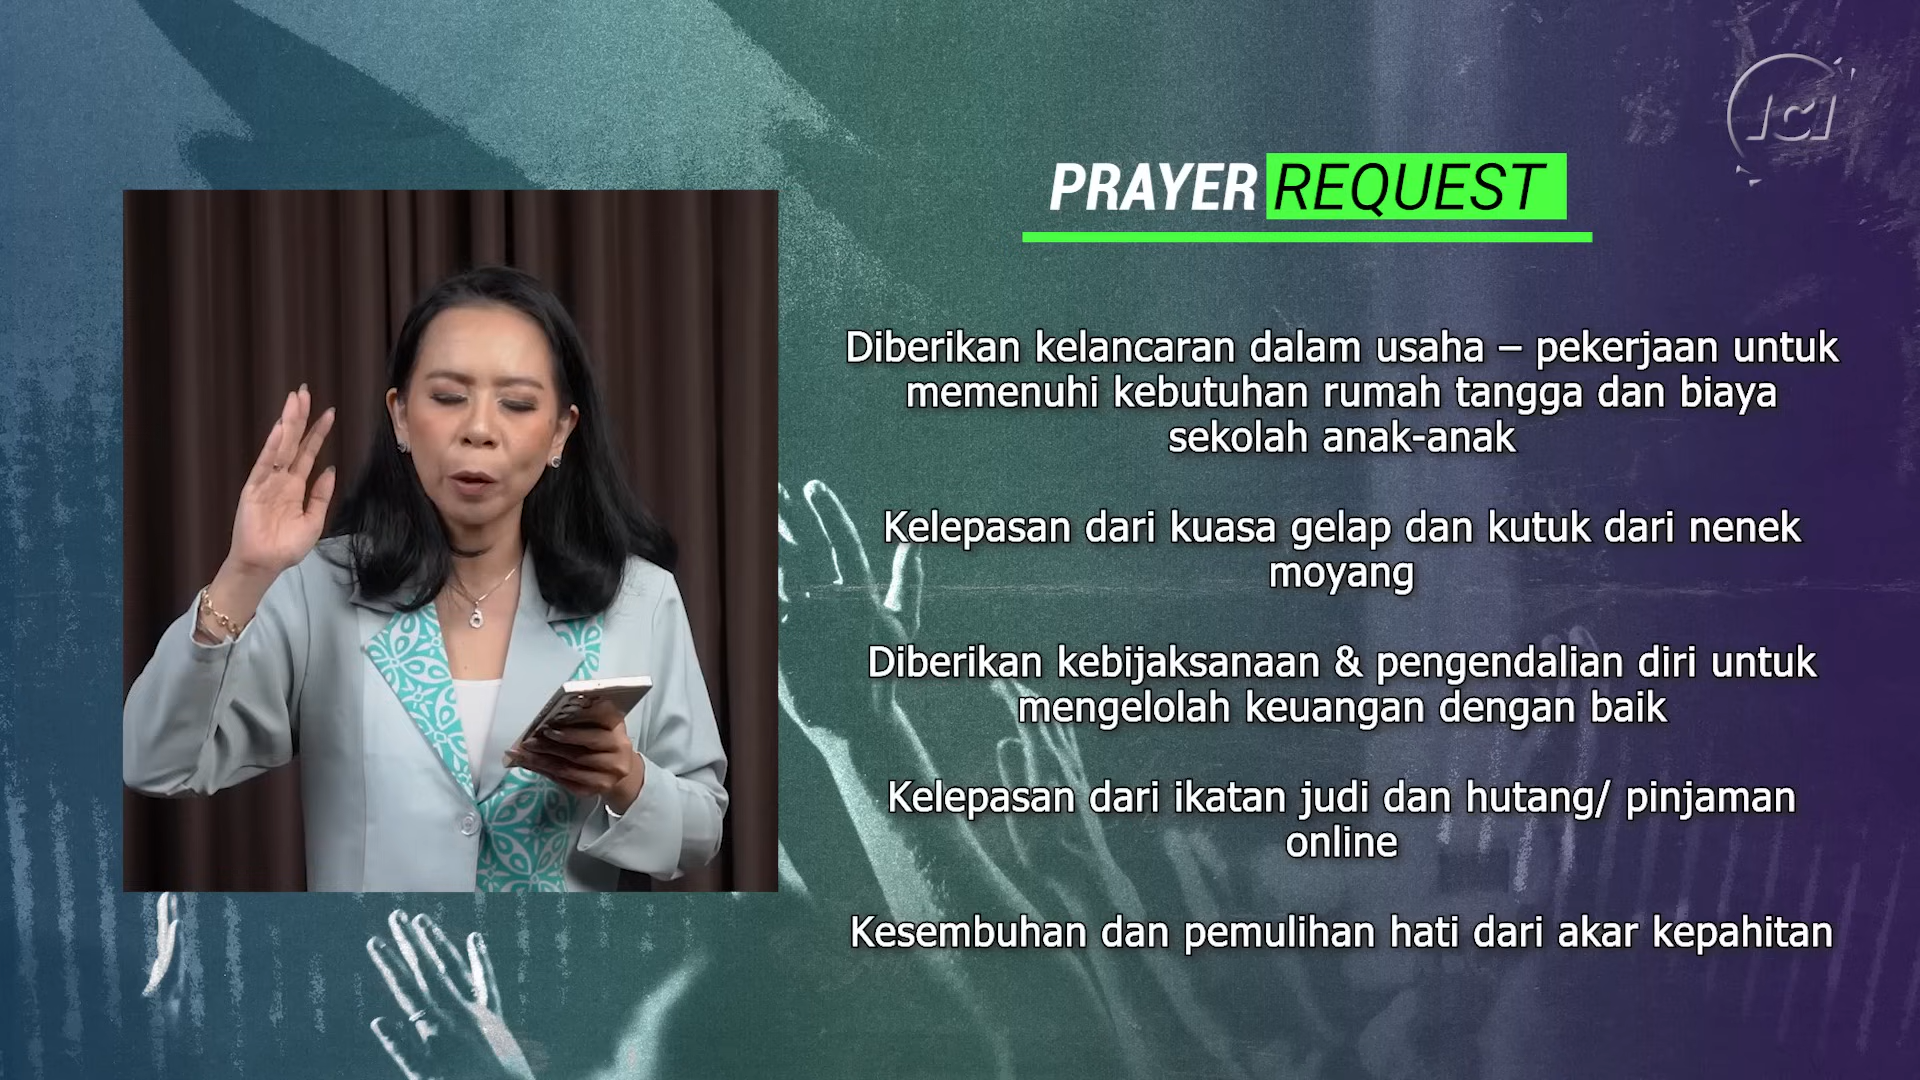 ICI
PRAYER REQUEST
Diberikan kelancaran dalam usaha – pekerjaan untuk
memenuhi kebutuhan rumah tangga dan biaya
sekolah anak-anak
Kelepasan dari kuasa gelap dan kutuk dari nenek
moyang
Diberikan kebijaksanaan & pengendalian diri untuk
mengelolah keuangan dengan baik
Kelepasan dari ikatan judi dan hutang/ pinjaman
online
Kesembuhan dan pemulihan hati dari akar kepahitan